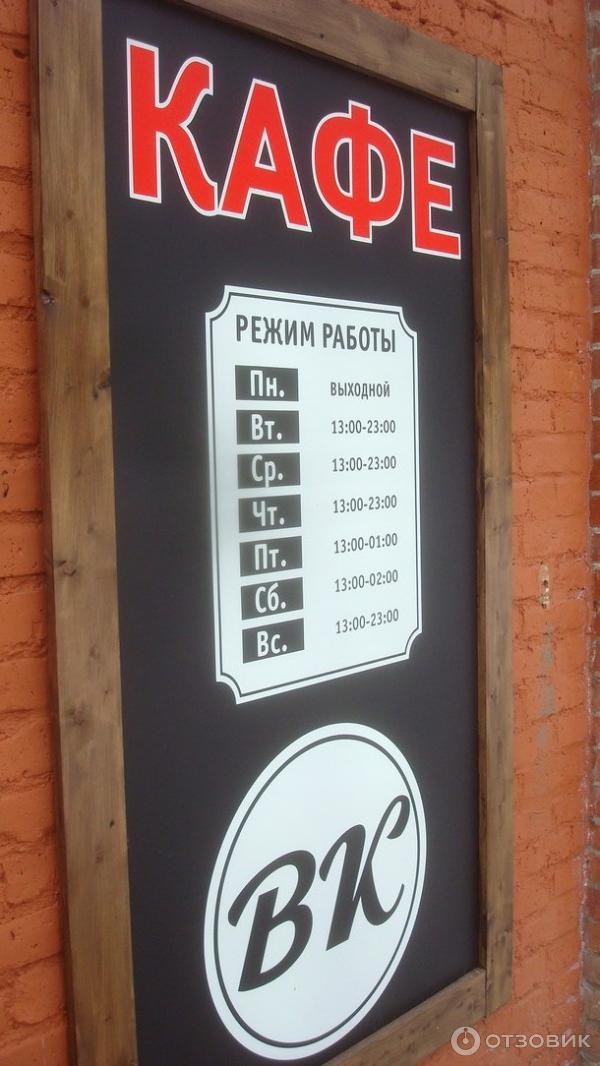 КАФЕ
РЕЖИМ РАБОТЫ
Пн. ВЫХОДНОЙ
Вт. 13:00-23:00
Ср. 13:00-23:00
Чт. 13:00-23:00
Пт. 13:00-01:00
Сб. 13:00-02:00
Вс. 13:00-23:00
ВК
ОТЗОВИК